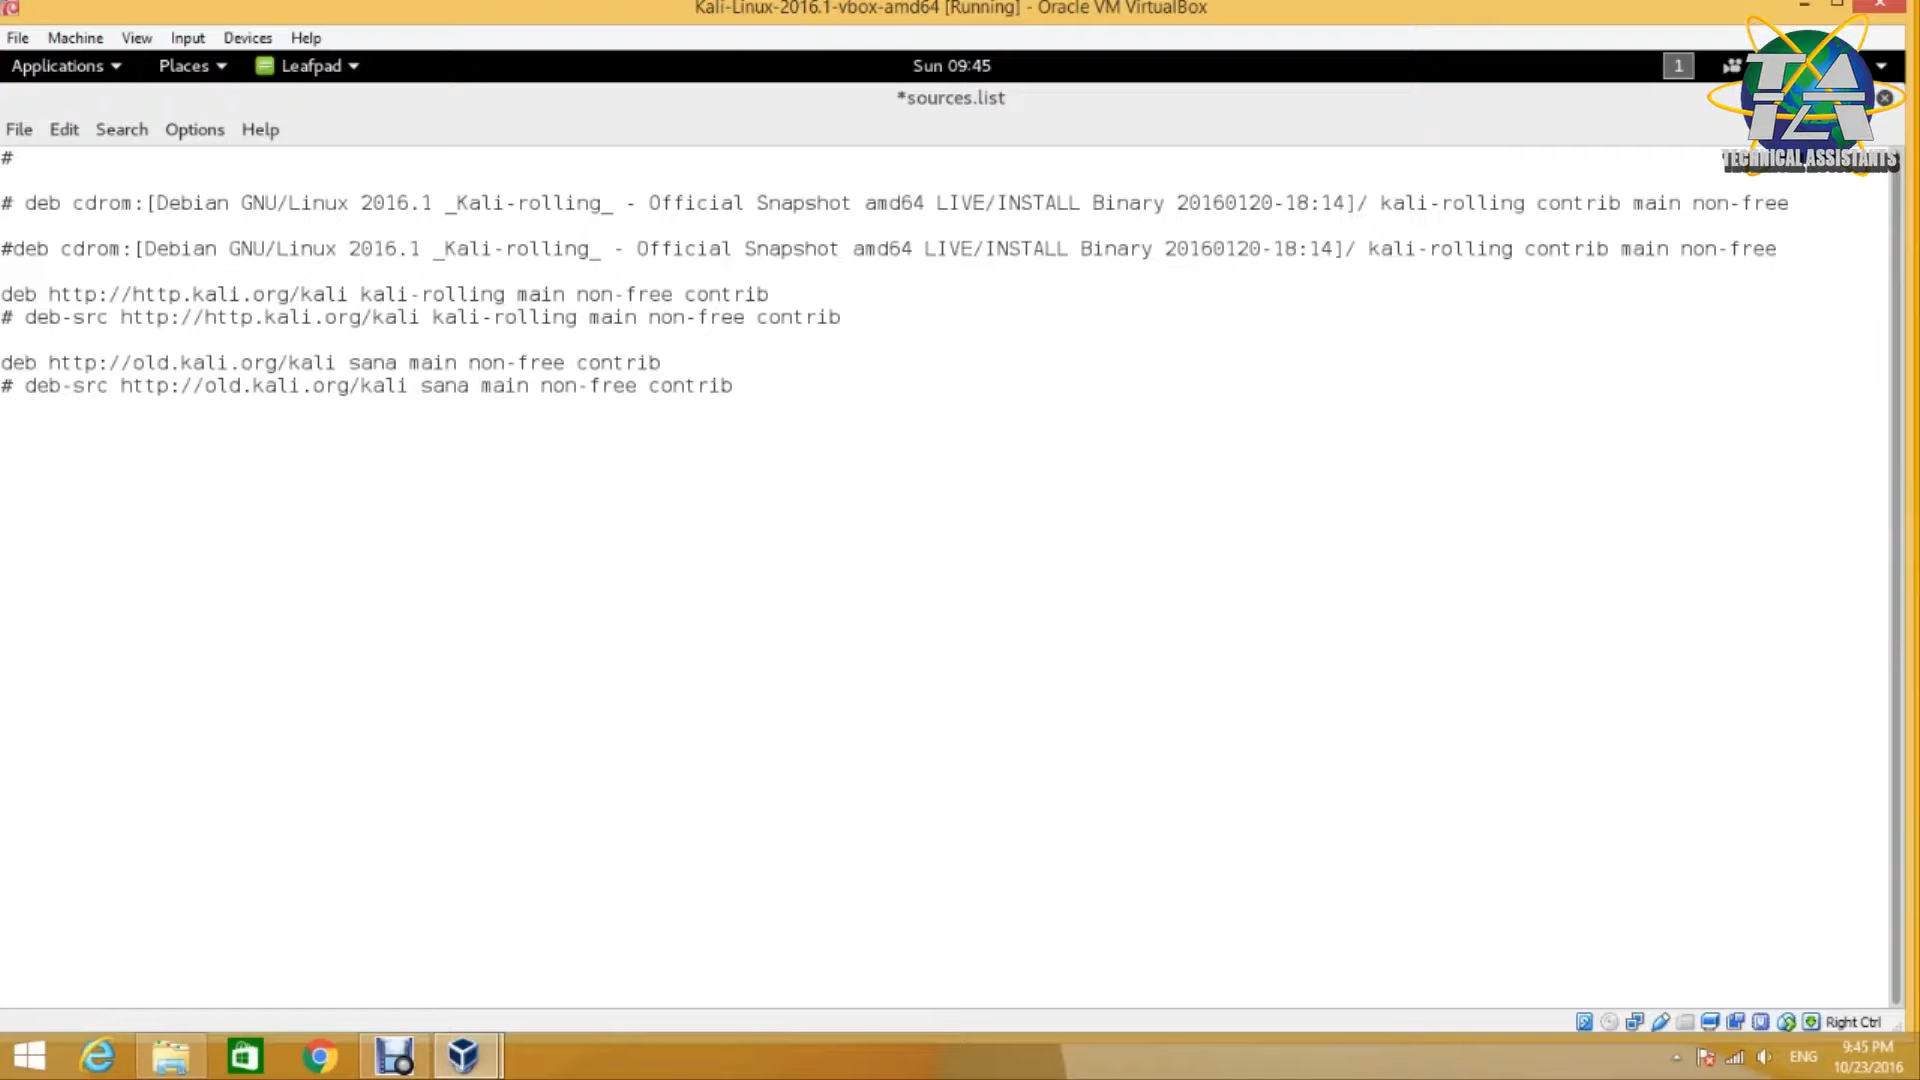 Kali-Linux-2016.1-vbox-amd64 [Running] - Oracle VM VirtualBox
File Machine View Input Devices Help
Applications Places Leafpad Sun 09:45 1
*sources.list
File Edit Search Options Help
TA
TECHNICAL ASSISTANTS
#
# deb cdrom:[Debian GNU/Linux 2016.1 _Kali-rolling_ - Official Snapshot amd64 LIVE/INSTALL Binary 20160120-18:14]/ kali-rolling contrib main non-free
#deb cdrom:[Debian GNU/Linux 2016.1 _Kali-rolling_ - Official Snapshot amd64 LIVE/INSTALL Binary 20160120-18:14]/ kali-rolling contrib main non-free
deb http://http.kali.org/kali kali-rolling main non-free contrib
# deb-src http://http.kali.org/kali kali-rolling main non-free contrib
deb http://old.kali.org/kali sana main non-free contrib
# deb-src http://old.kali.org/kali sana main non-free contrib
Right Ctrl
ENG 9:45 PM
10/23/2016